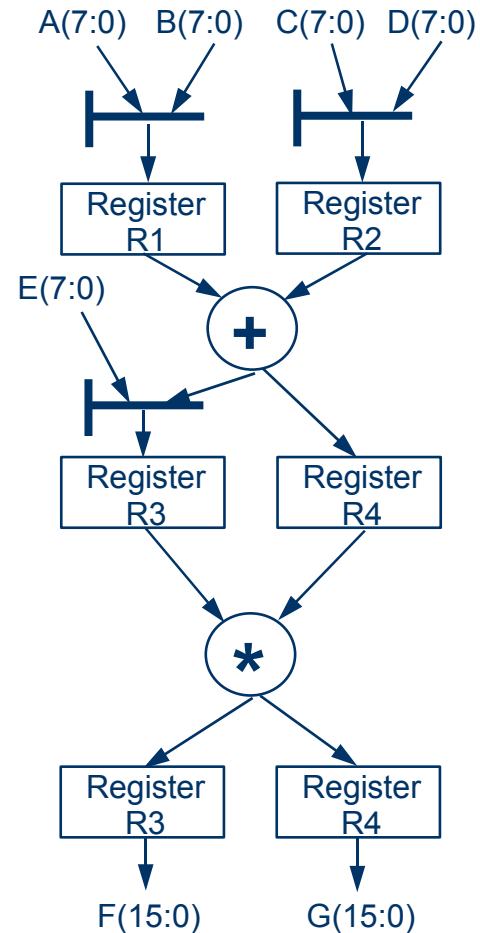 A(7:0) B(7:0) C(7:0) D(7:0)
Register
R1
Register
R2
E(7:0)
+
Register
R3
Register
R4
*
Register
R3
Register
R4
F(15:0)
G(15:0)